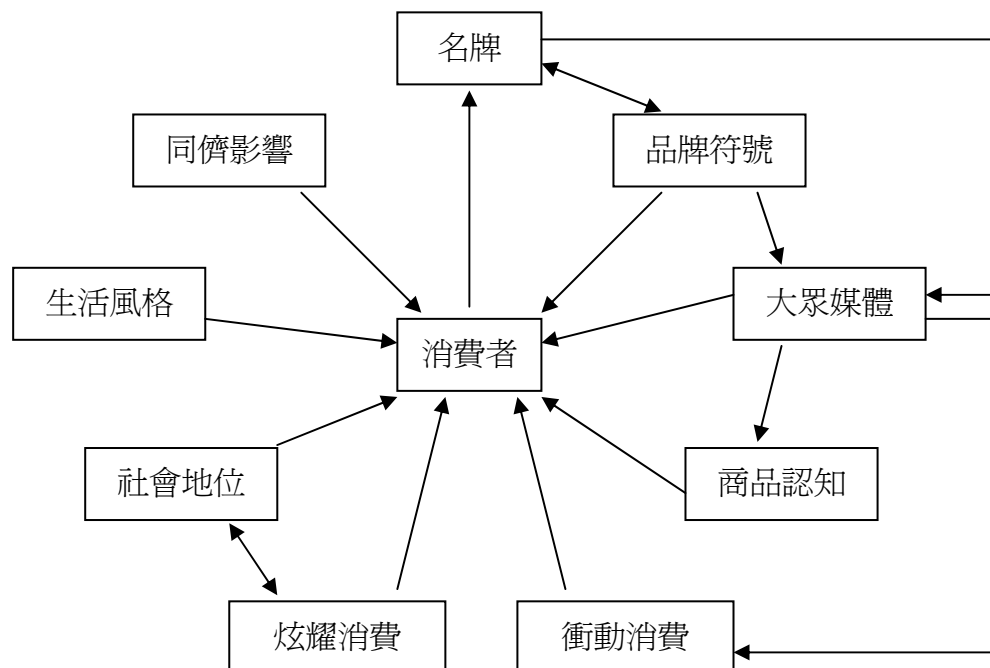 名牌
同儕影響
品牌符號
生活風格
大眾媒體
消費者
社會地位
商品認知
炫耀消費
衝動消費